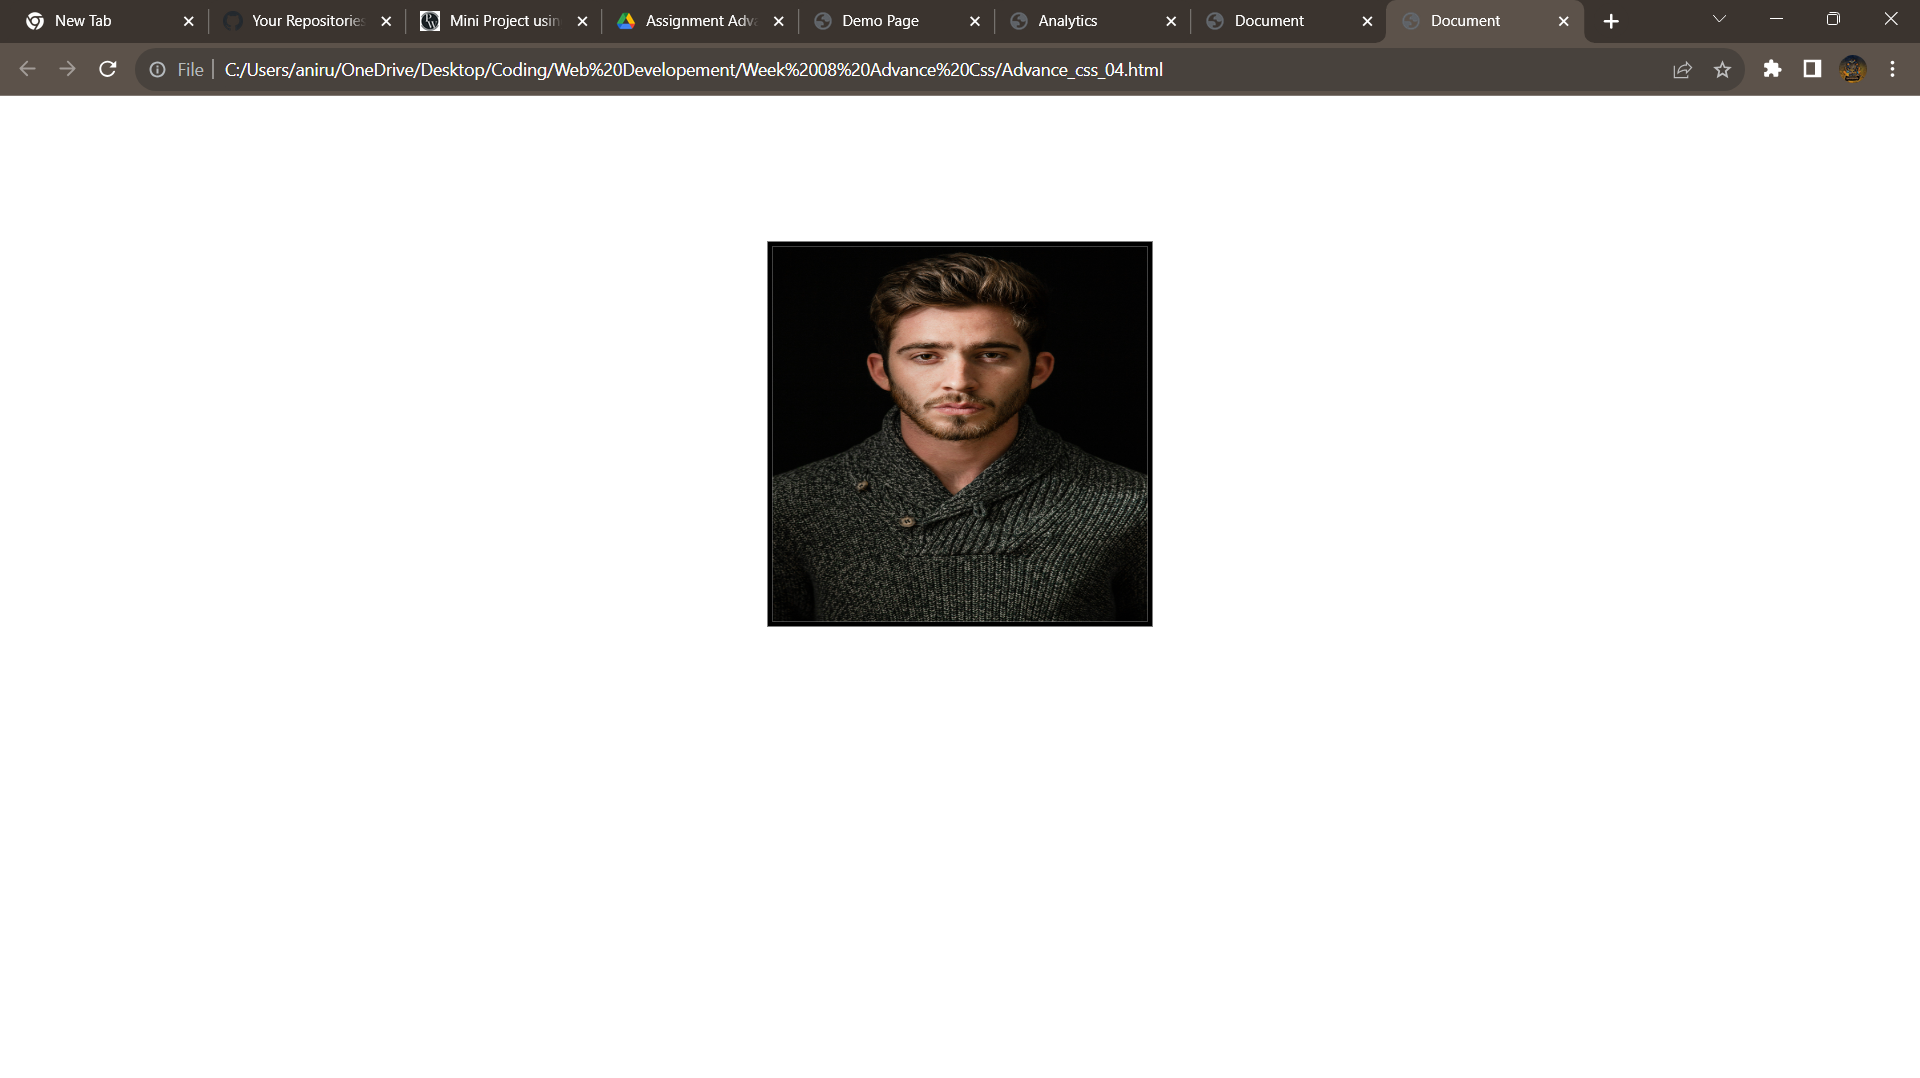 New Tab
Your Repositories
Mini Project usin
Assignment Adva
Demo Page
Analytics
Document
Document
File
C:/Users/aniru/OneDrive/Desktop/Coding/Web%20Developement/Week%2008%20Advance%20Css/Advance_css_04.html